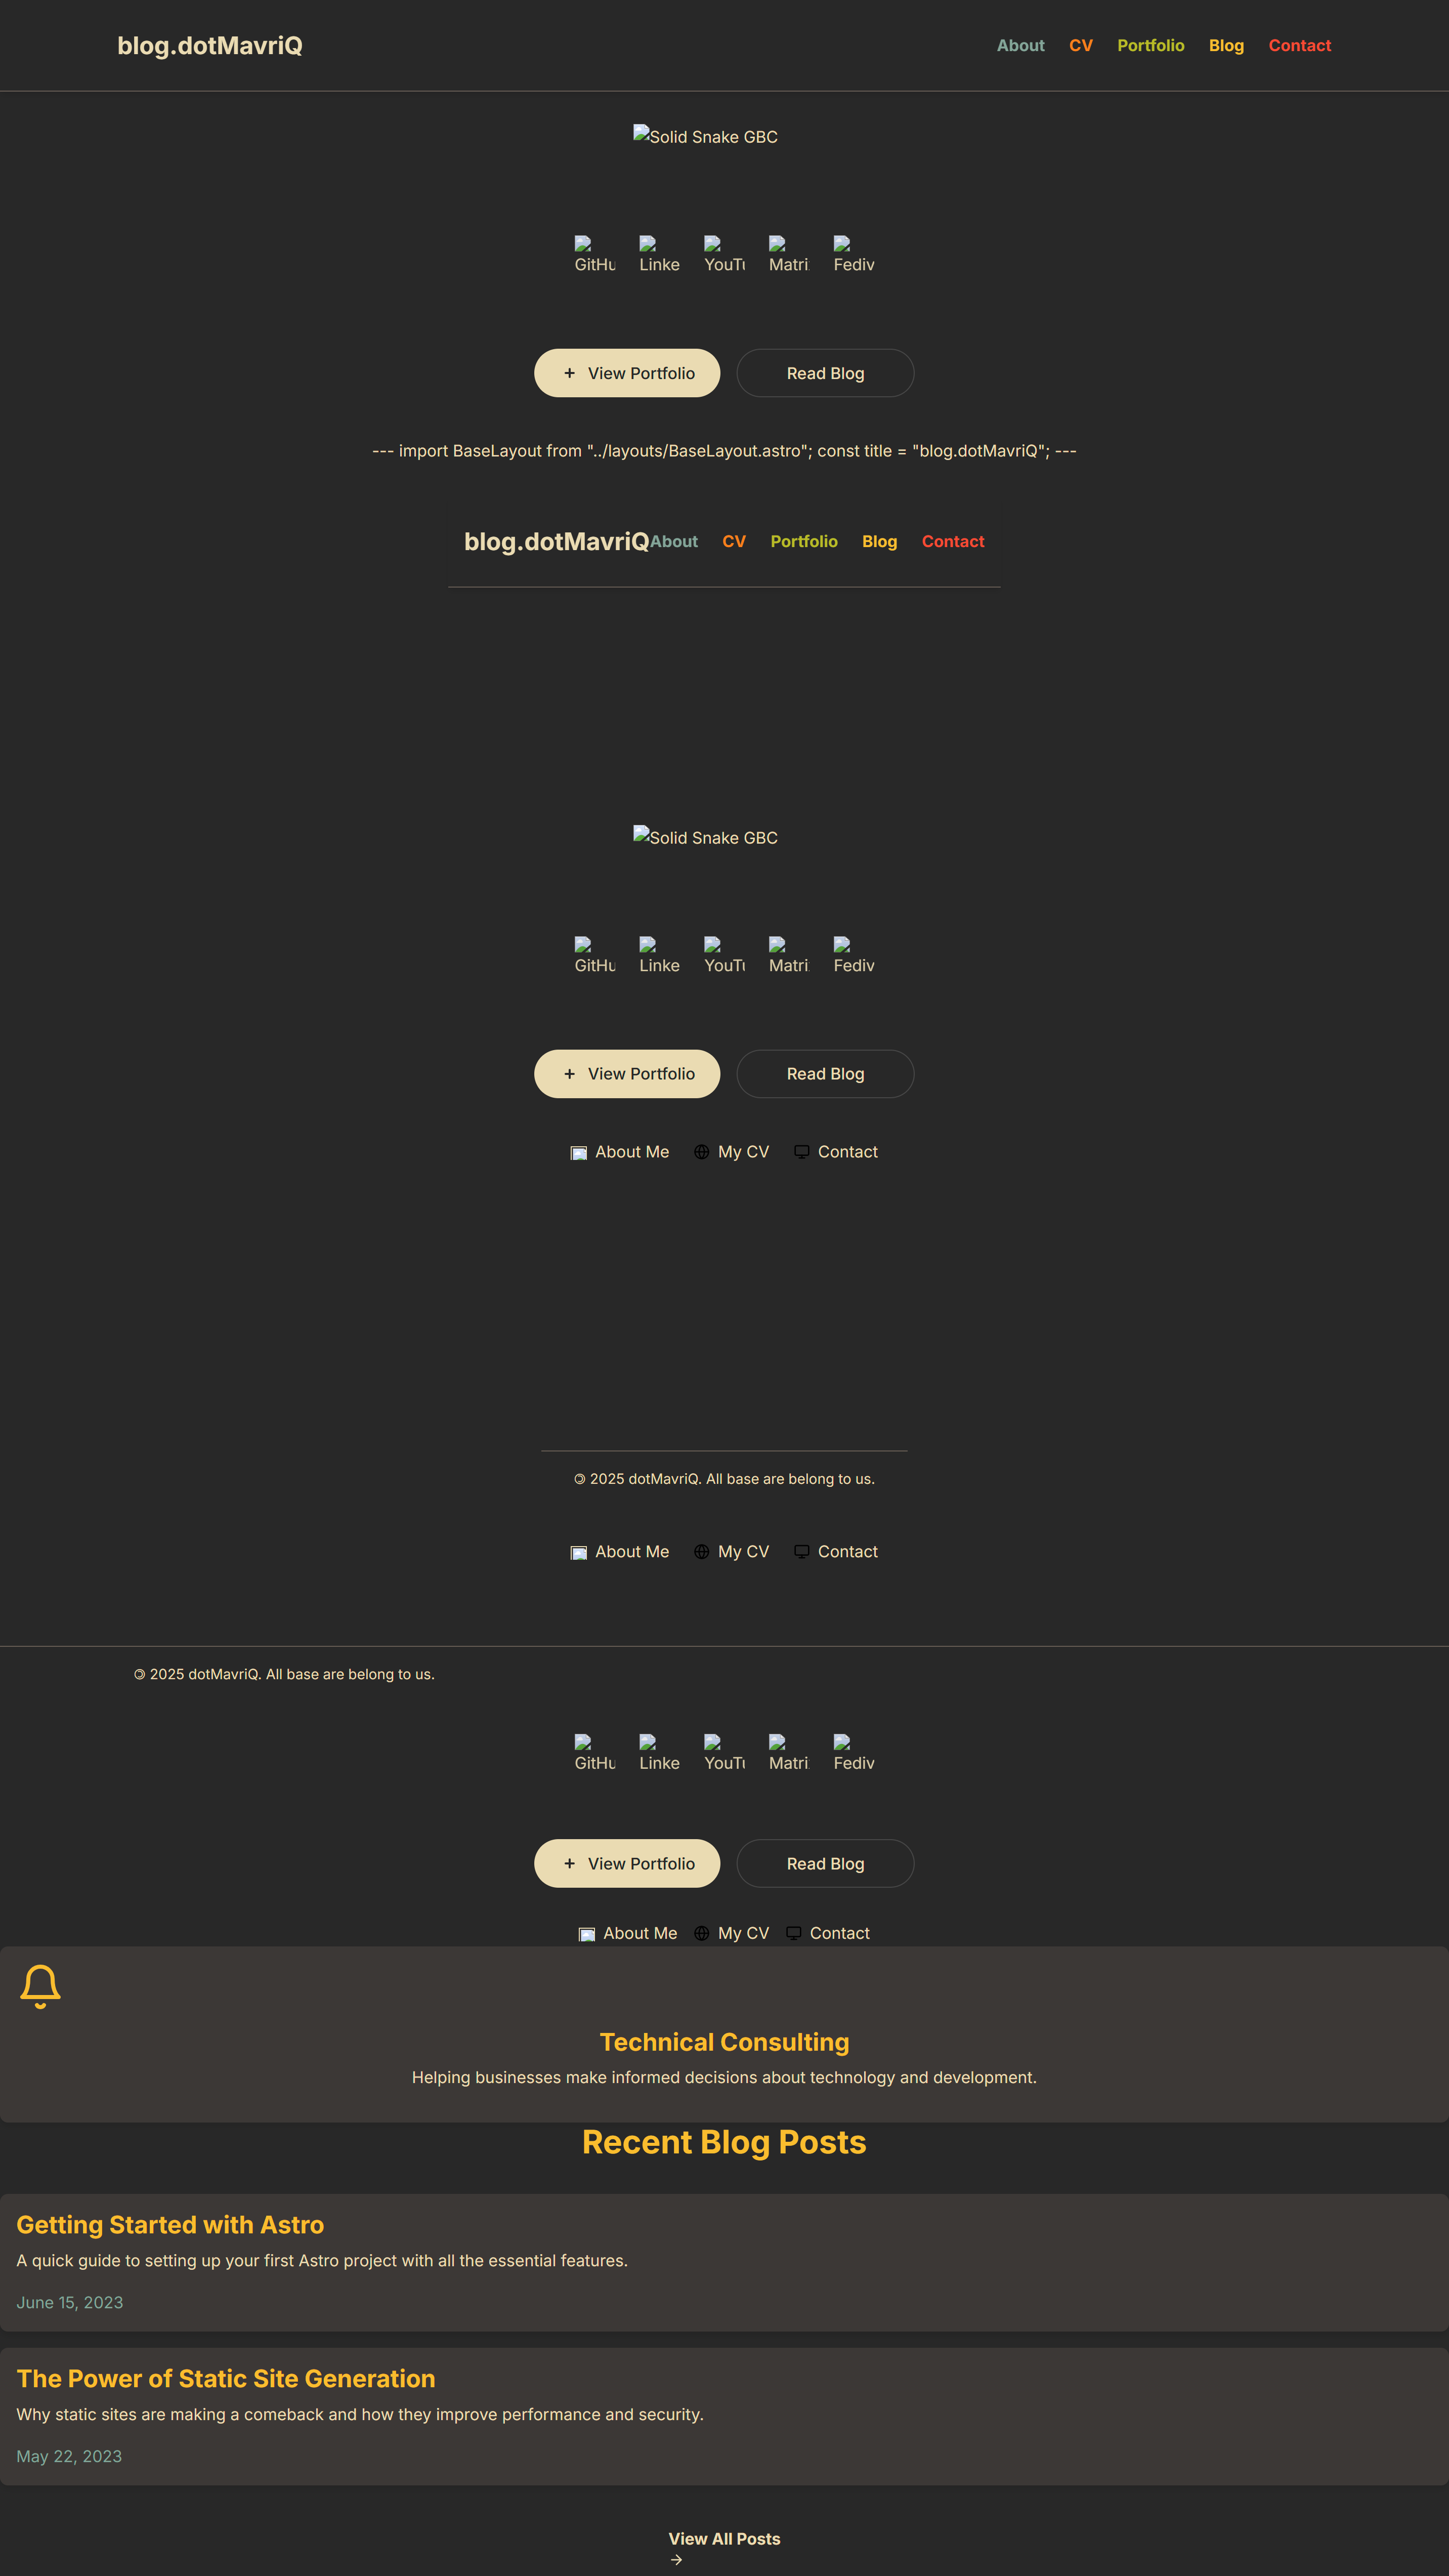 blog.dotMavriQ About CV Portfolio Blog Contact
Solid Snake GBC
GitHu Linke YouTu Matri Fediv
+ View Portfolio Read Blog
--- import BaseLayout from "../layouts/BaseLayout.astro"; const title = "blog.dotMavriQ"; ---
blog.dotMavriQ About CV Portfolio Blog Contact
Solid Snake GBC
GitHu Linke YouTu Matri Fediv
+ View Portfolio Read Blog
About Me My CV Contact
🄯 2025 dotMavriQ. All base are belong to us.
About Me My CV Contact
🄯 2025 dotMavriQ. All base are belong to us.
GitHu Linke YouTu Matri Fediv
+ View Portfolio Read Blog
About Me My CV Contact
Technical Consulting
Helping businesses make informed decisions about technology and development.
Recent Blog Posts
Getting Started with Astro
A quick guide to setting up your first Astro project with all the essential features.
June 15, 2023
The Power of Static Site Generation
Why static sites are making a comeback and how they improve performance and security.
May 22, 2023
View All Posts
→